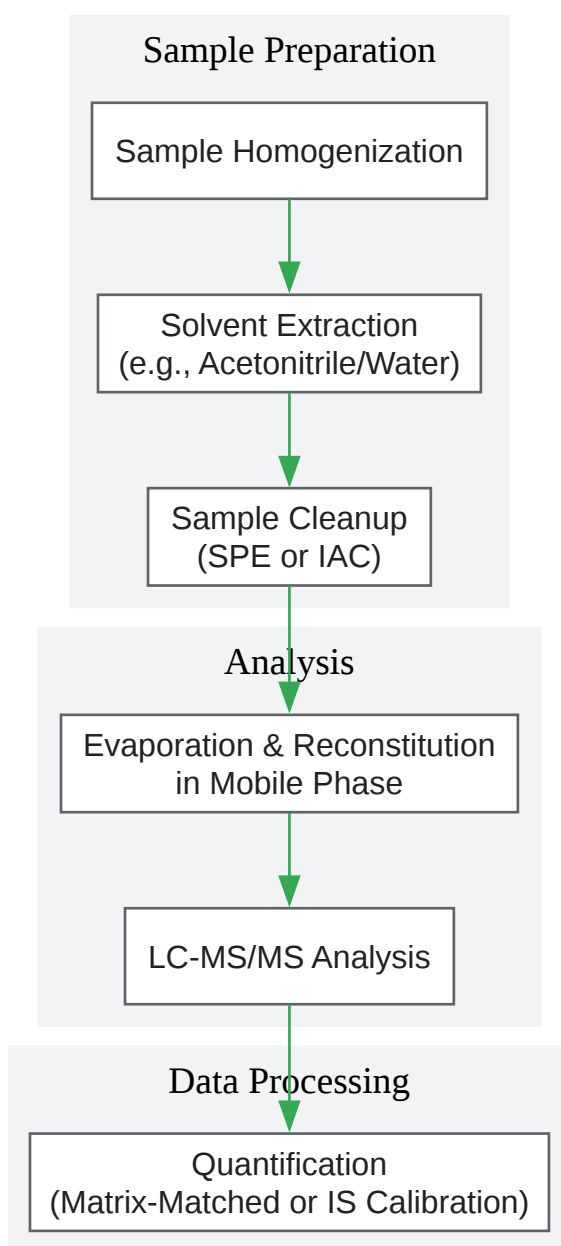 Sample Preparation
Sample Homogenization
Solvent Extraction
(e.g., Acetonitrile/Water)
Sample Cleanup
(SPE or IAC)
Analysis
Evaporation & Reconstitution
in Mobile Phase
LC-MS/MS Analysis
Data Processing
Quantification
(Matrix-Matched or IS Calibration)